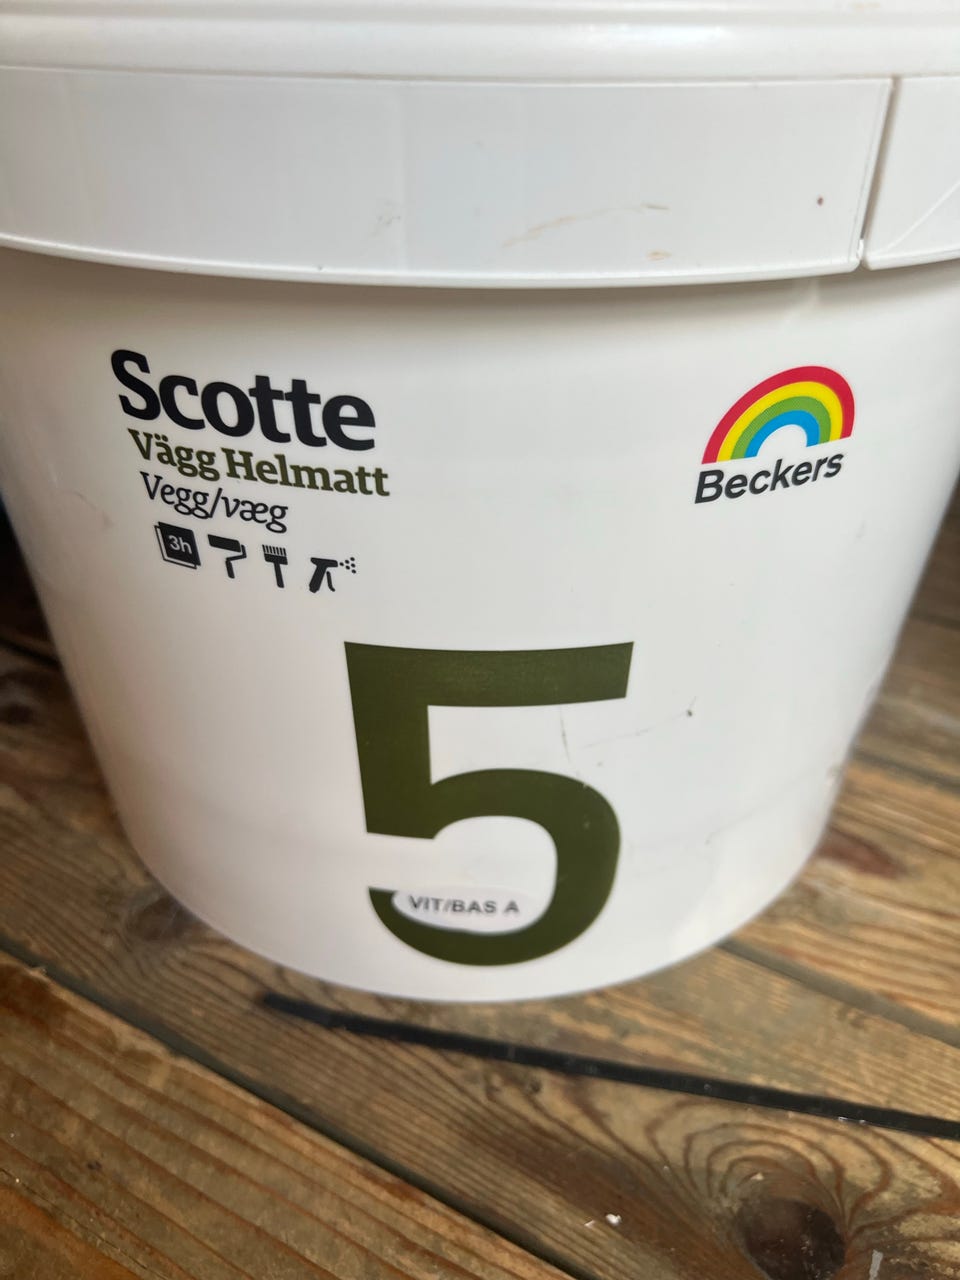 Scotte
Vägg Helmatt
Vegg/væg
3h
Beckers
5
VIT/BAS A